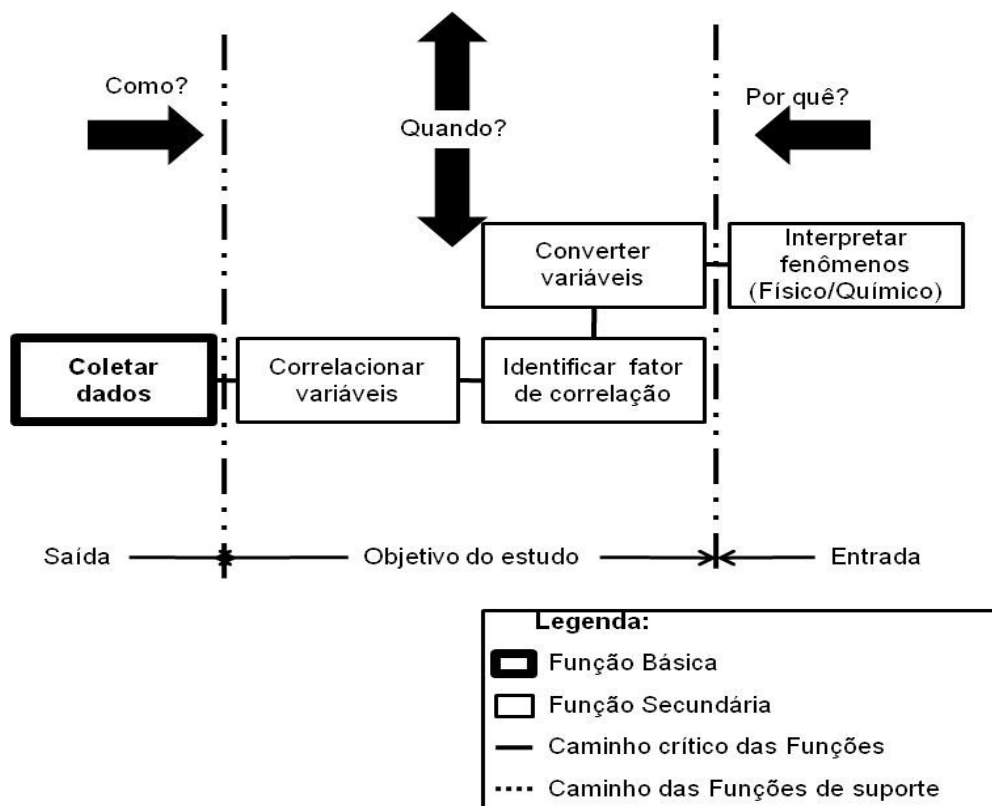 Como?
Quando?
Por quê?
Converter
variáveis
Interpretar
fenômenos
(Físico/Químico)
Coletar
dados
Correlacionar
variáveis
Identificar fator
de correlação
Saída
Objetivo do estudo
Entrada
Legenda:
Função Básica
Função Secundária
Caminho crítico das Funções
Caminho das Funções de suporte